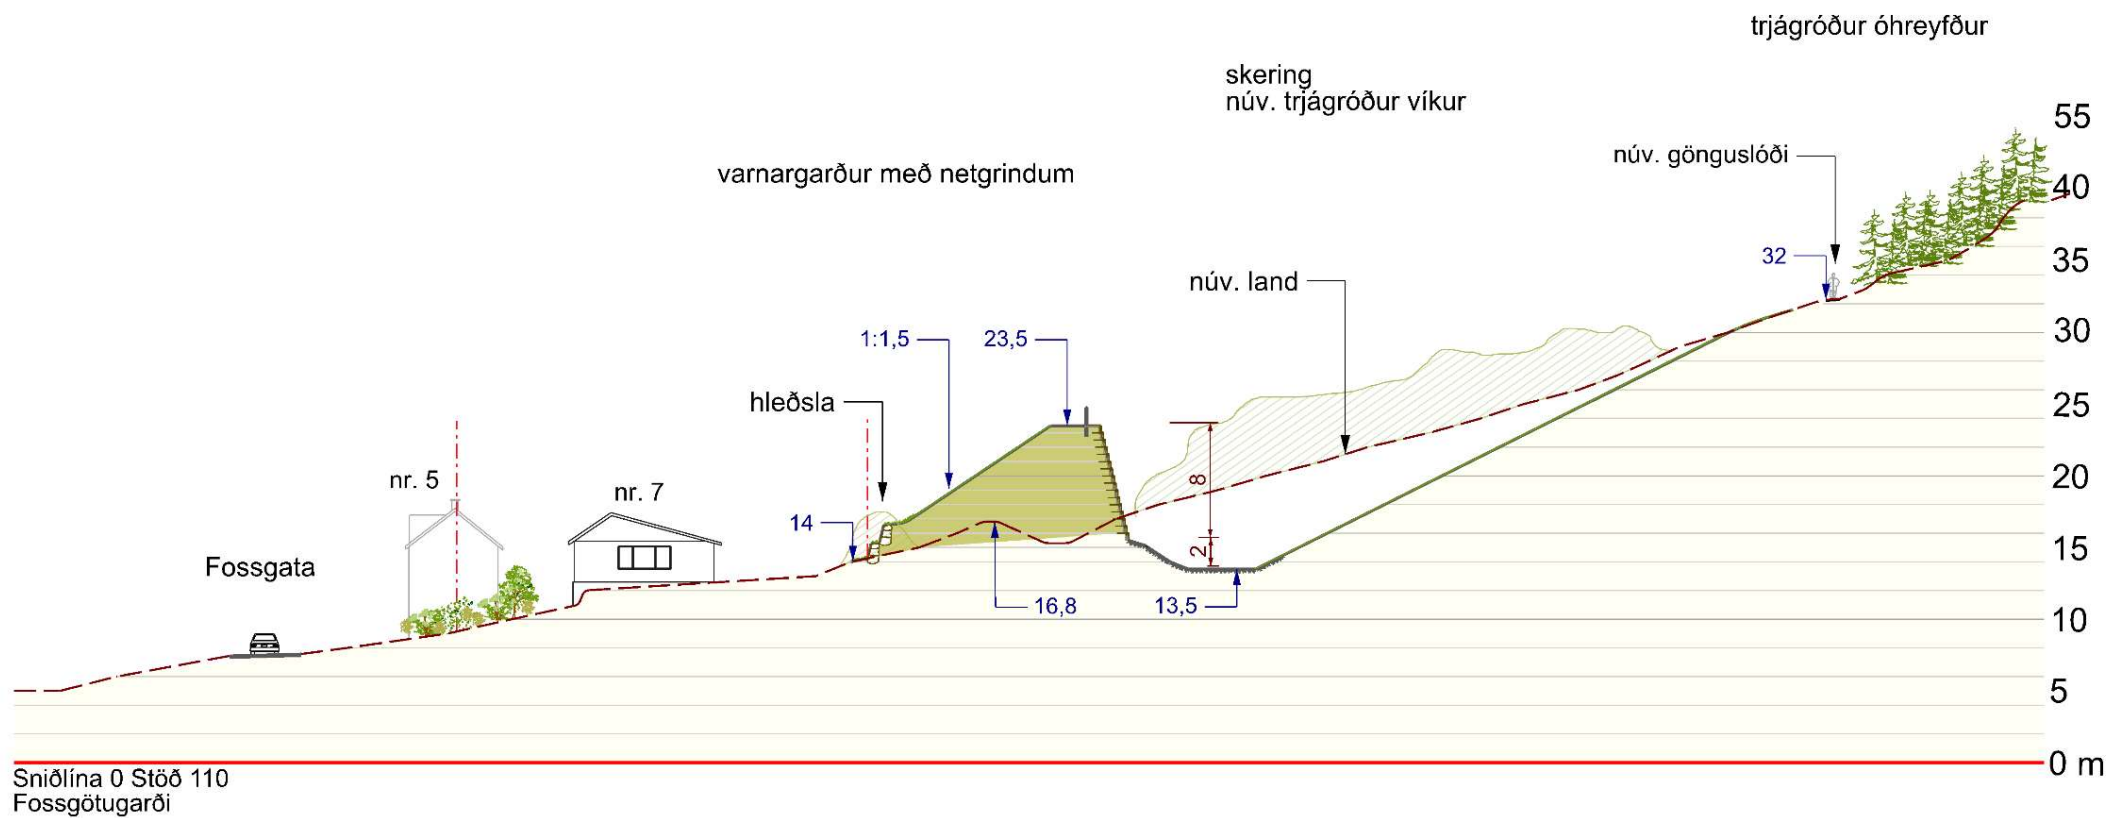 trjágróður óhreyfður
skering
núv. trjágróður víkur
55
núv. gönguslóði
varnargarður með netgrindum
40
32
35
núv. land
30
1:1,5
23,5
hleðsla
25
nr. 5
nr. 7
8
20
14
2
15
Fossgata
16,8
13,5
10
5
0 m
Sniðlína 0 Stöð 110
Fossgötugarði